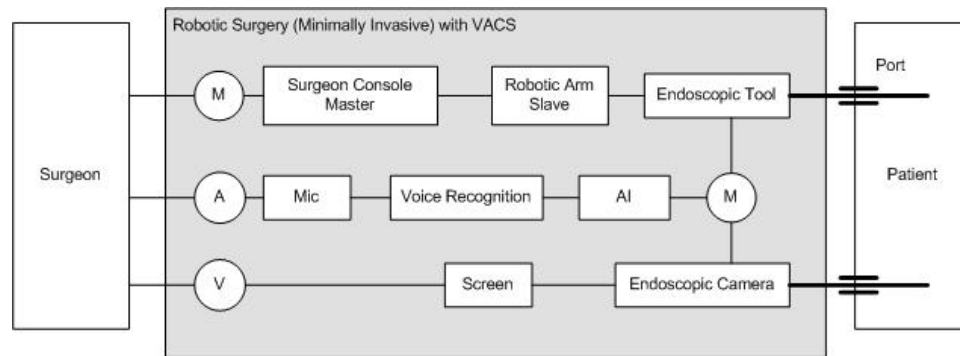 Robotic Surgery (Minimally Invasive) with VACS
Port
M
Surgeon Console
Master
Robotic Arm
Slave
Endoscopic Tool
Surgeon
A
Mic
Voice Recognition
AI
M
Patient
V
Screen
Endoscopic Camera